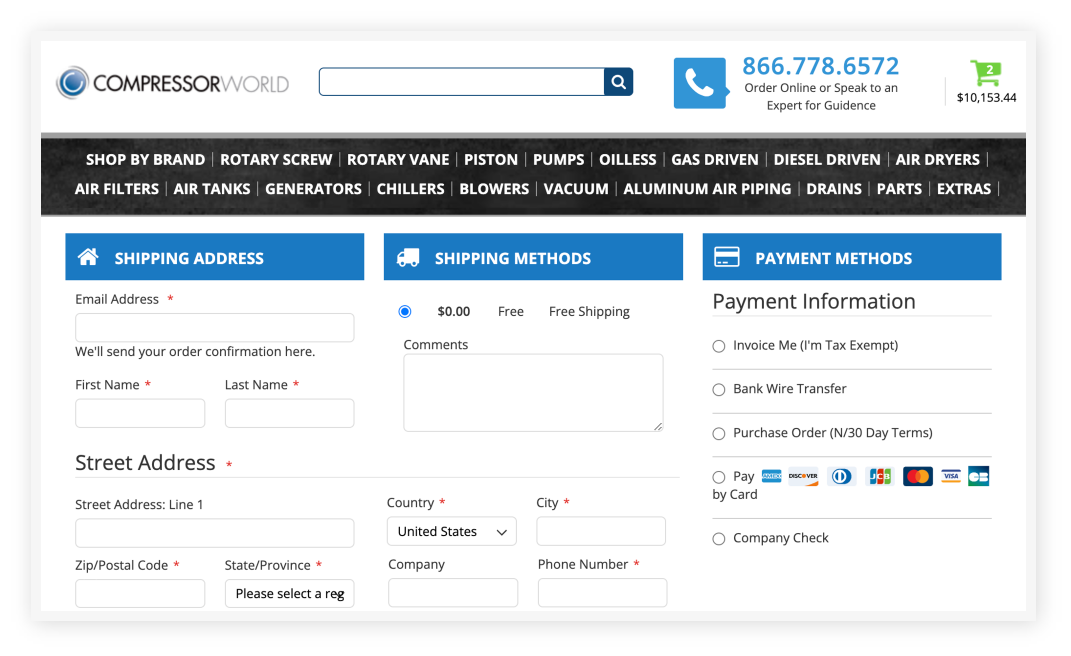 COMPRESSORWORLD
866.778.6572
Order Online or Speak to an
Expert for Guidence
2
$10,153.44
SHOP BY BRAND | ROTARY SCREW | ROTARY VANE | PISTON | PUMPS | OILLESS | GAS DRIVEN | DIESEL DRIVEN | AIR DRYERS |
AIR FILTERS | AIR TANKS | GENERATORS | CHILLERS | BLOWERS | VACUUM | ALUMINUM AIR PIPING | DRAINS | PARTS | EXTRAS |
SHIPPING ADDRESS
Email Address *
We'll send your order confirmation here.
First Name * Last Name *
Street Address *
Street Address: Line 1
Zip/Postal Code * State/Province *
Please select a reg
SHIPPING METHODS
$0.00 Free Free Shipping
Comments
Country * City *
United States
Company Phone Number *
PAYMENT METHODS
Payment Information
Invoice Me (I'm Tax Exempt)
Bank Wire Transfer
Purchase Order (N/30 Day Terms)
Pay AMEX DISCOVER JCB VISA
by Card
Company Check